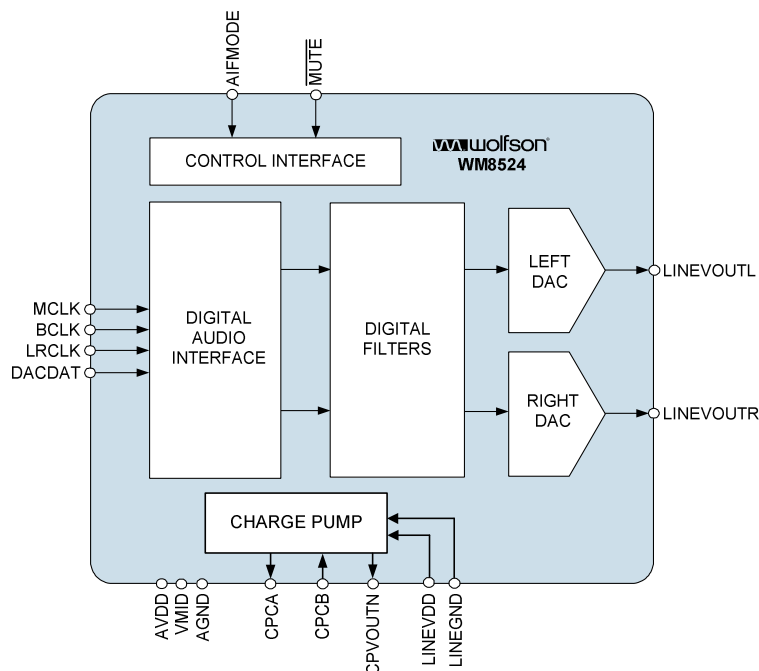 AIFMODE
MUTE
CONTROL INTERFACE
wolfson®
WM8524
MCLK
BCLK
LRCLK
DACDAT
DIGITAL
AUDIO
INTERFACE
DIGITAL
FILTERS
LEFT
DAC
LINEVOUTL
RIGHT
DAC
LINEVOUTR
CHARGE PUMP
AVDD
VMID
AGND
CPCA
CPCB
CPVOUTN
LINEVDD
LINEGND